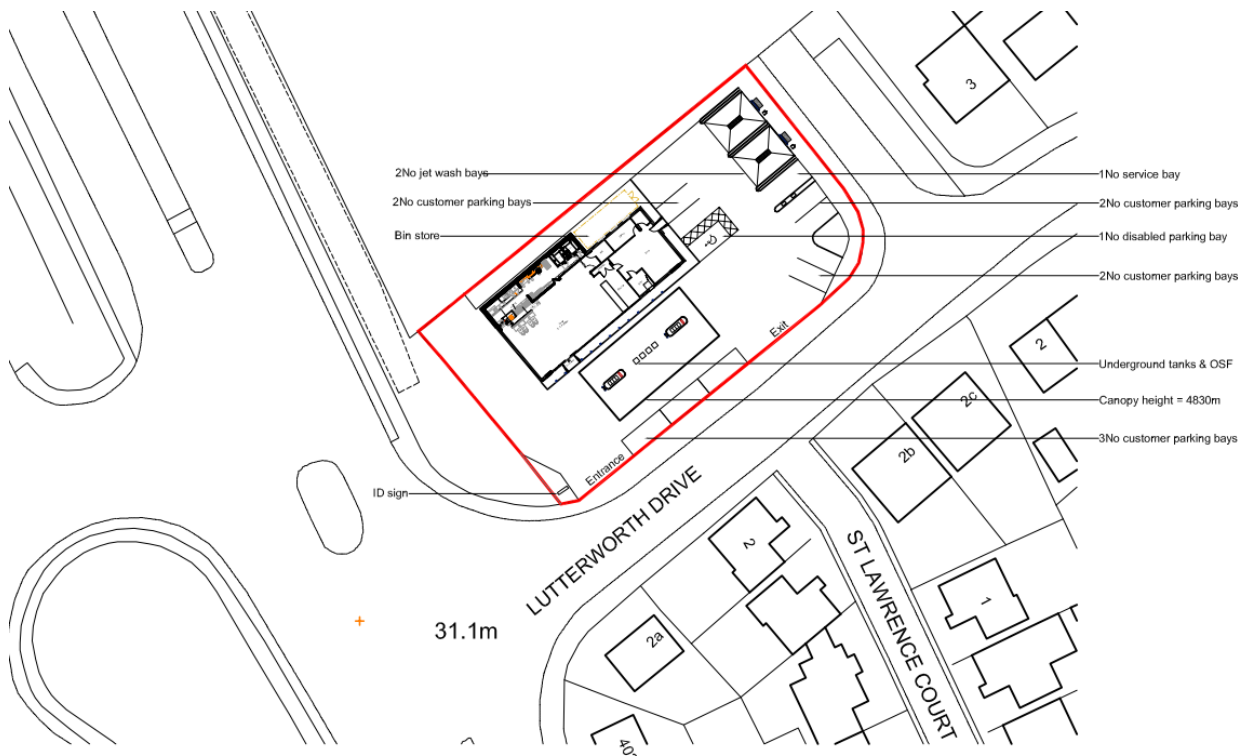 3
2No jet wash bays
1No service bay
2No customer parking bays
2No customer parking bays
Bin store
1No disabled parking bay
2No customer parking bays
Exit
2
Underground tanks & OSF
Canopy height = 4830m
2c
3No customer parking bays
2b
Entrance
ID sign
LUTTERWORTH DRIVE
2
ST LAWRENCE COURT
1
31.1m
2a